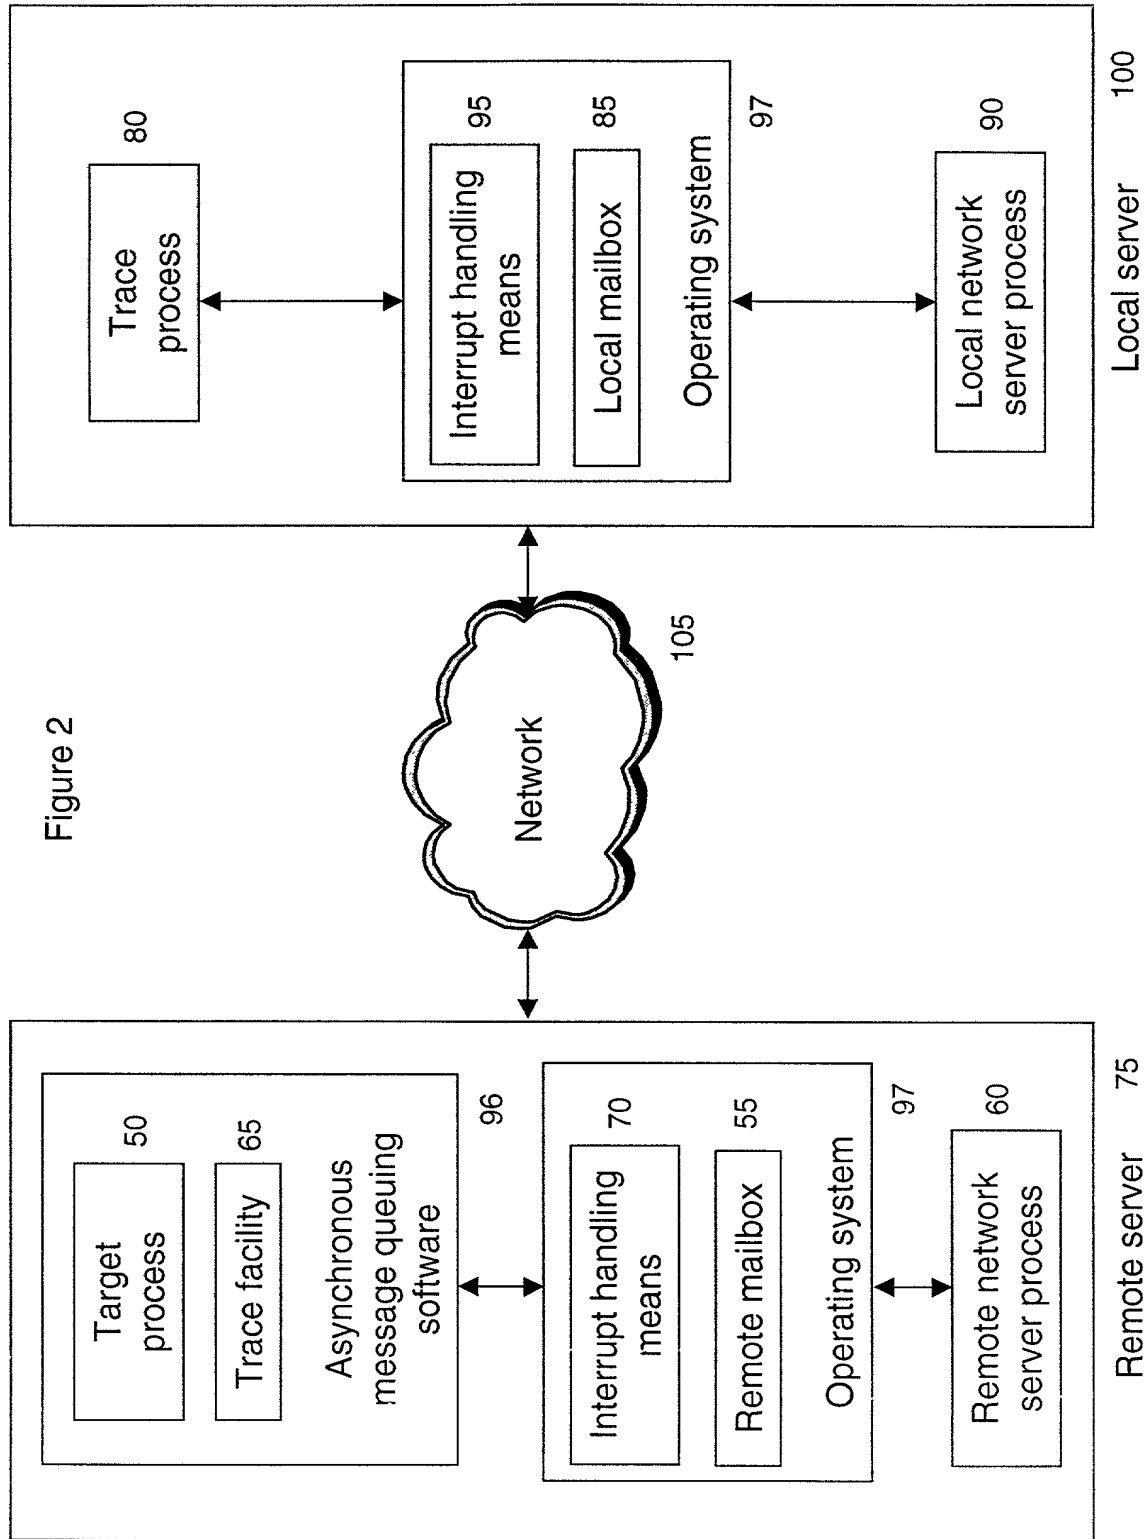 Figure 2
Target
process
50
Trace facility
65
Asynchronous
message queuing
software
96
Interrupt handling
means
70
Remote mailbox
55
Operating system
97
Remote network
server process
60
Remote server
75
Network
105
Trace
process
80
Interrupt handling
means
95
Local mailbox
85
Operating system
97
Local network
server process
90
Local server
100